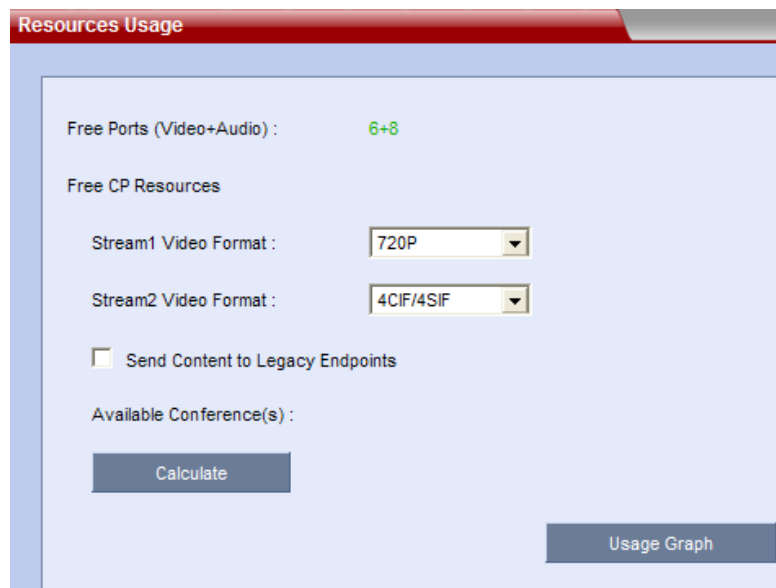 Resources Usage
Free Ports (Video+Audio) : 6+8
Free CP Resources
Stream1 Video Format : 720P
Stream2 Video Format : 4CIF/4SIF
Send Content to Legacy Endpoints
Available Conference(s) :
Calculate
Usage Graph